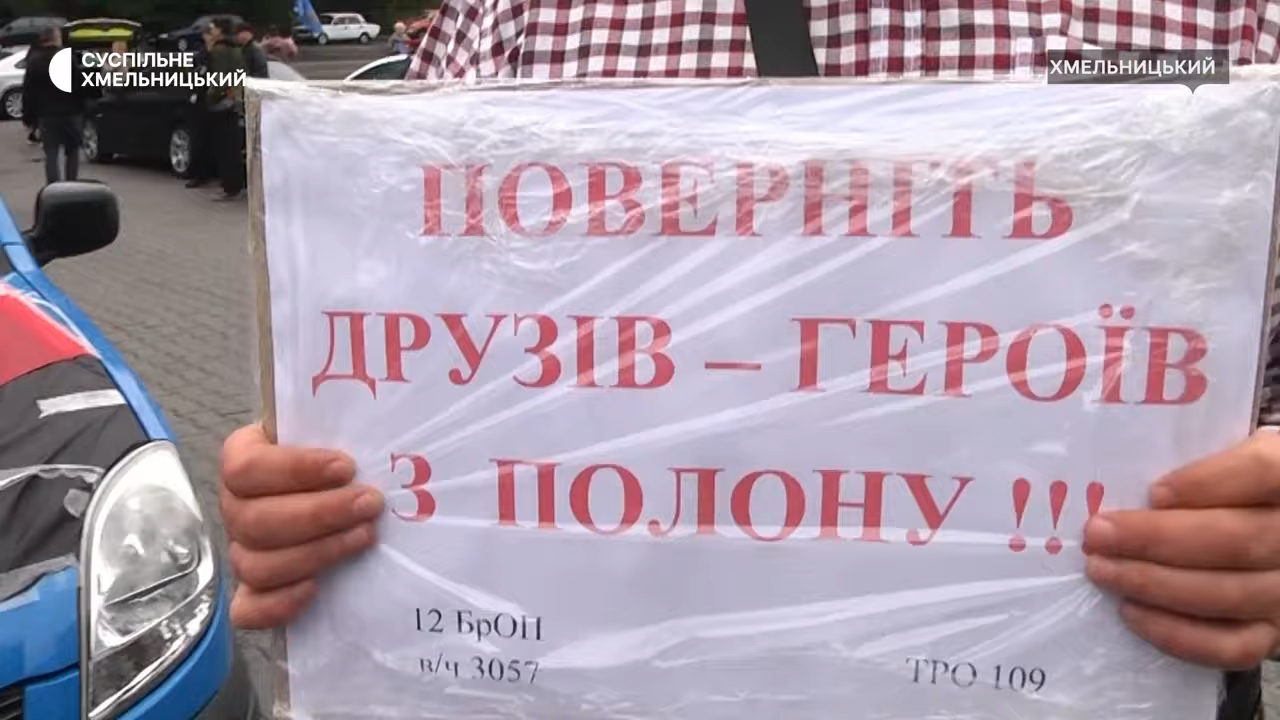 СУСПІЛЬНЕ
ХМЕЛЬНИЦЬКИЙ
ХМЕЛЬНИЦЬКИЙ
ПОВЕРНІТЬ
ДРУЗІВ – ГЕРОЇВ
З ПОЛОНУ !!!
12 БрОП
в/ч 3057
ТРО 109